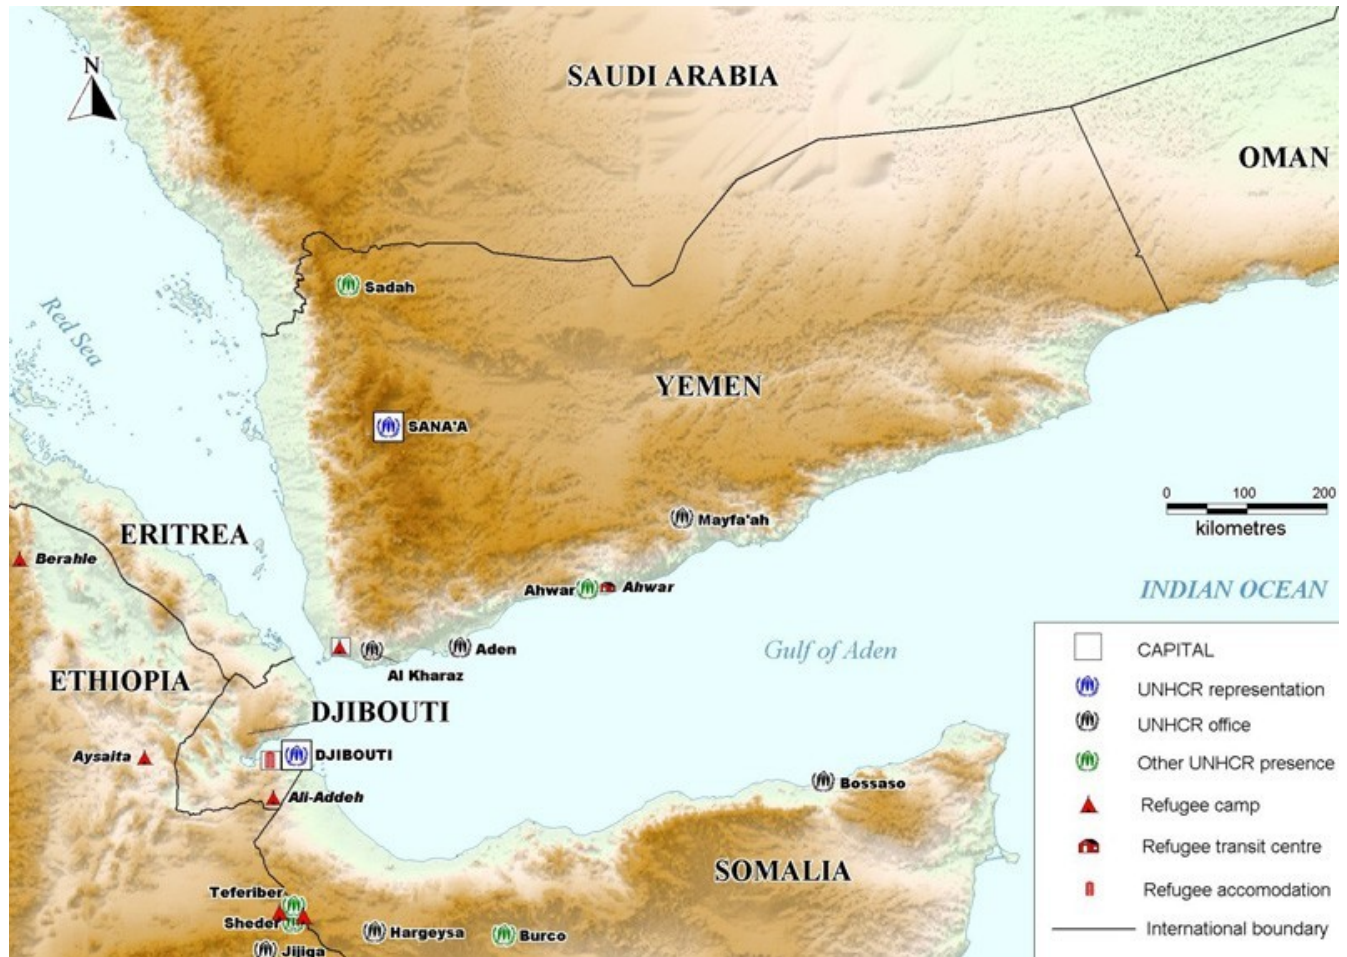 N
SAUDI ARABIA
OMAN
Sadah
Red Sea
YEMEN
SANA'A
0 100 200
kilometres
Mayfa'ah
ERITREA
Berahle
Ahwar
Ahwar
INDIAN OCEAN
Gulf of Aden
Aden
Al Kharaz
ETHIOPIA
DJIBOUTI
DJIBOUTI
Aysaita
Ali-Addeh
Bossaso
SOMALIA
Teferiber
Sheder
Hargeysa
Burco
Jijiga
CAPITAL
UNHCR representation
UNHCR office
Other UNHCR presence
Refugee camp
Refugee transit centre
Refugee accomodation
International boundary